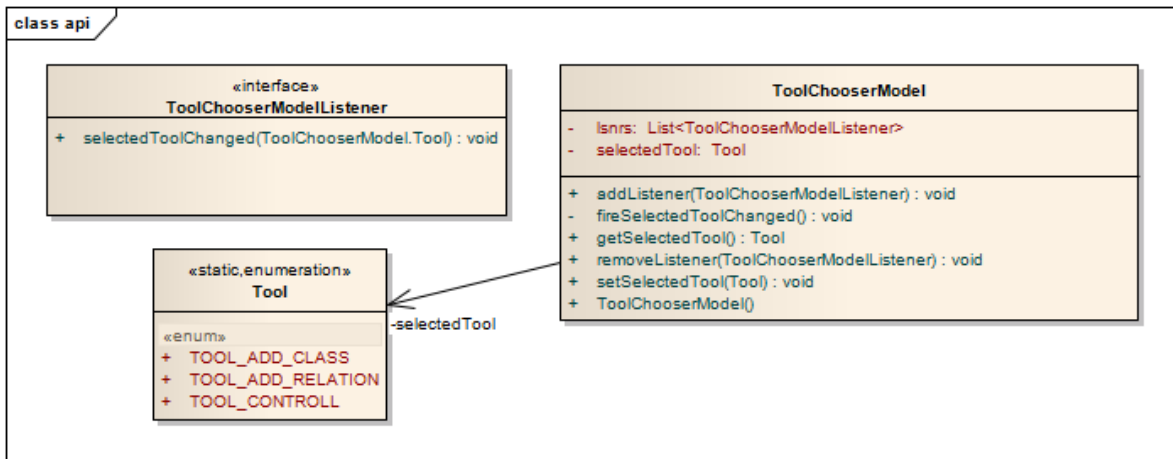 class api
«interface»
ToolChooserModelListener
+ selectedToolChanged(ToolChooserModel.Tool) : void
ToolChooserModel
- lsnrs: List<ToolChooserModelListener>
- selectedTool: Tool
+ addListener(ToolChooserModelListener) : void
- fireSelectedToolChanged() : void
+ getSelectedTool() : Tool
+ removeListener(ToolChooserModelListener) : void
+ setSelectedTool(Tool) : void
+ ToolChooserModel()
«static,enumeration»
Tool
«enum»
+ TOOL_ADD_CLASS
+ TOOL_ADD_RELATION
+ TOOL_CONTROLL
-selectedTool